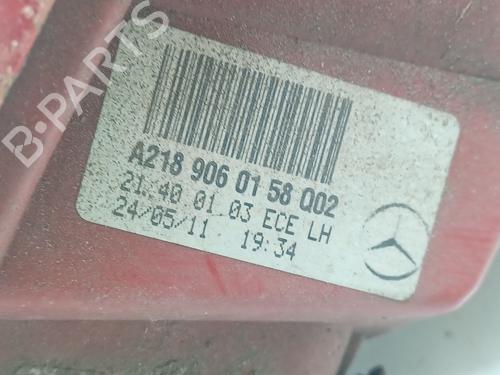 B-PARTS
A218 906 01 58 Q02
21.40 01 03 ECE LH
24/05/11 19:34